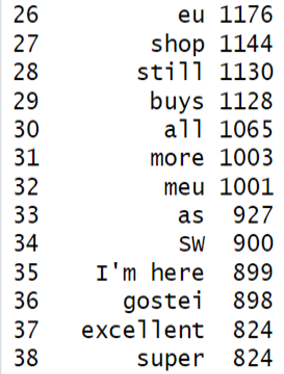 26 eu 1176
27 shop 1144
28 still 1130
29 buys 1128
30 all 1065
31 more 1003
32 meu 1001
33 as 927
34 SW 900
35 I'm here 899
36 gostei 898
37 excellent 824
38 super 824